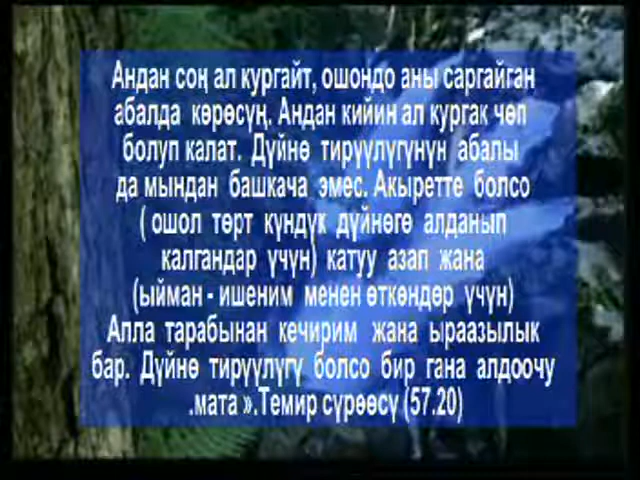 Андан соң ал кургайт, ошондо аны саргайган
абалда көрөсүң. Андан кийин ал кургак чөп
болуп калат. Дүйнө тирүүлүгүнүн абалы
да мындан башкача эмес. Акыретте болсо
( ошол төрт күндүк дүйнөгө алданып
калгандар үчүн) катуу азап жана
(ыйман - ишеним менен өткөндөр үчүн)
Алла тарабынан кечирим жана ыраазылык
бар. Дүйнө тирүүлүгү болсо бир гана алдоочу
.мата ».Темир сүрөөсү (57.20)